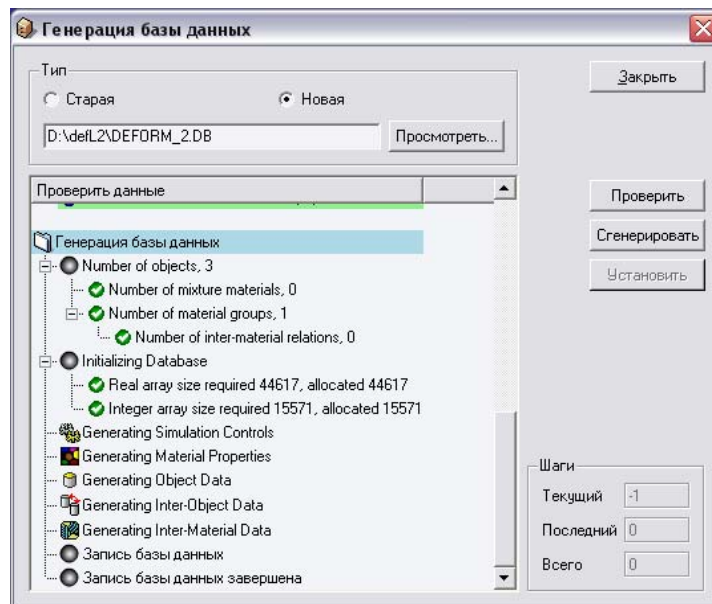 Генерация базы данных
Тип
Старая
Новая
D:\defL2\DEFORM_2.DB
Просмотреть...
Закрыть
Проверить данные
Генерация базы данных
Number of objects, 3
Number of mixture materials, 0
Number of material groups, 1
Number of inter-material relations, 0
Initializing Database
Real array size required 44617, allocated 44617
Integer array size required 15571, allocated 15571
Generating Simulation Controls
Generating Material Properties
Generating Object Data
Generating Inter-Object Data
Generating Inter-Material Data
Запись базы данных
Запись базы данных завершена
Проверить
Сгенерировать
Установить
Шаги
Текущий -1
Последний 0
Всего 0